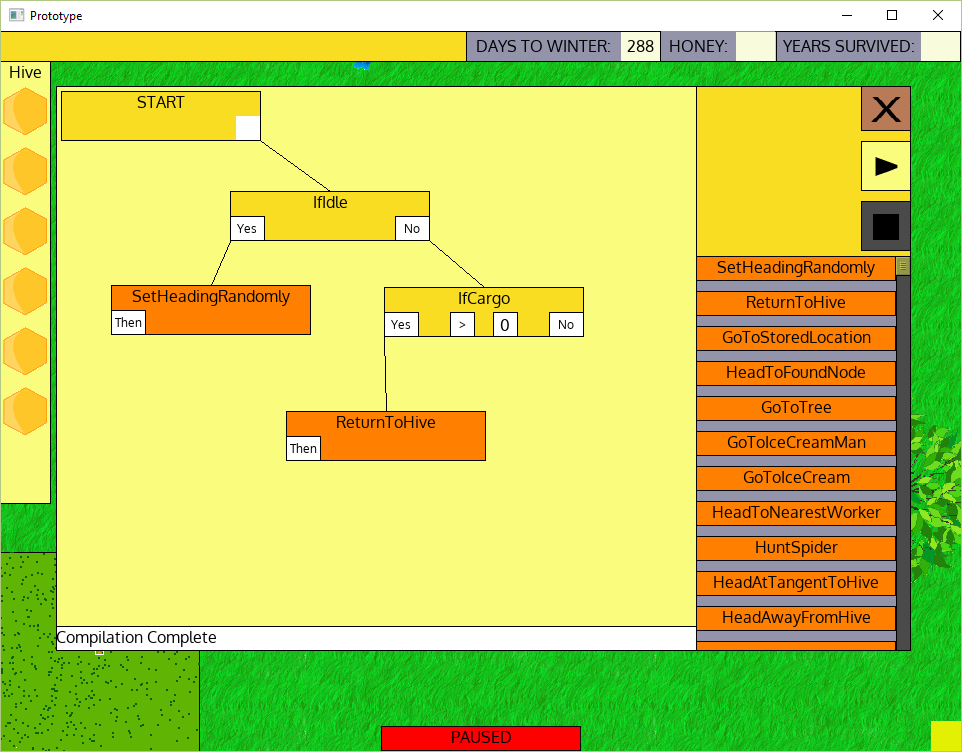 Prototype
DAYS TO WINTER: 288 HONEY: YEARS SURVIVED:
Hive
START
IfIdle
Yes No
SetHeadingRandomly
Then
IfCargo
Yes > 0 No
ReturnToHive
Then
X
SetHeadingRandomly
ReturnToHive
GoToStoredLocation
HeadToFoundNode
GoToTree
GoToIceCreamMan
GoToIceCream
HeadToNearestWorker
HuntSpider
HeadAtTangentToHive
HeadAwayFromHive
Compilation Complete
PAUSED